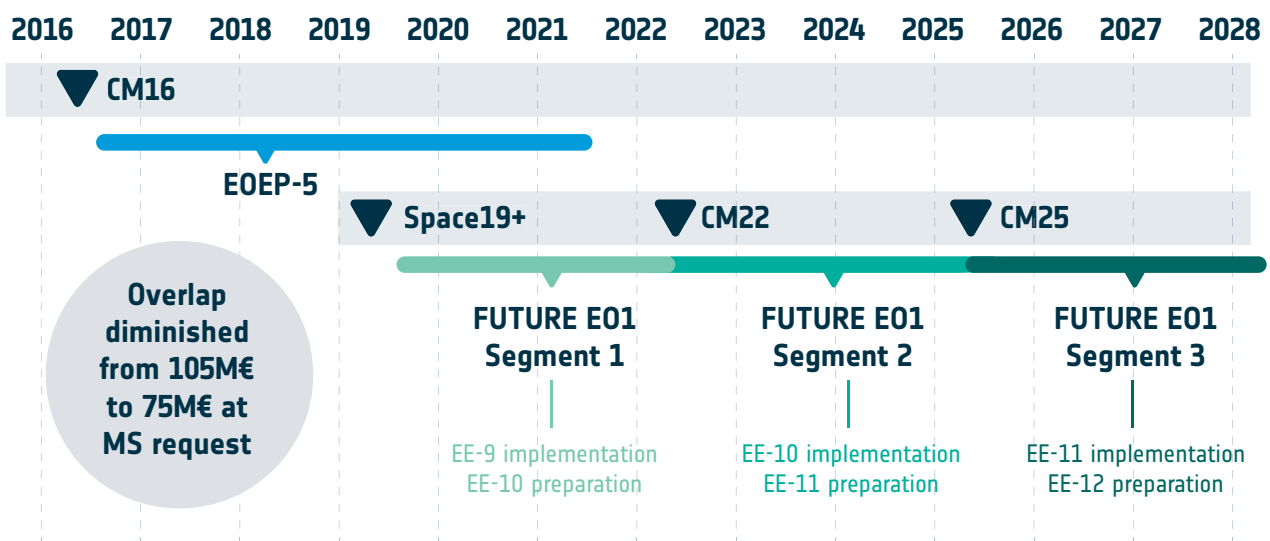 2016 2017 2018 2019 2020 2021 2022 2023 2024 2025 2026 2027 2028
CM16
EOEP-5
Space19+ CM22 CM25
Overlap
diminished
from 105M€
to 75M€ at
MS request
FUTURE EO1
Segment 1
EE-9 implementation
EE-10 preparation
FUTURE EO1
Segment 2
EE-10 implementation
EE-11 preparation
FUTURE EO1
Segment 3
EE-11 implementation
EE-12 preparation